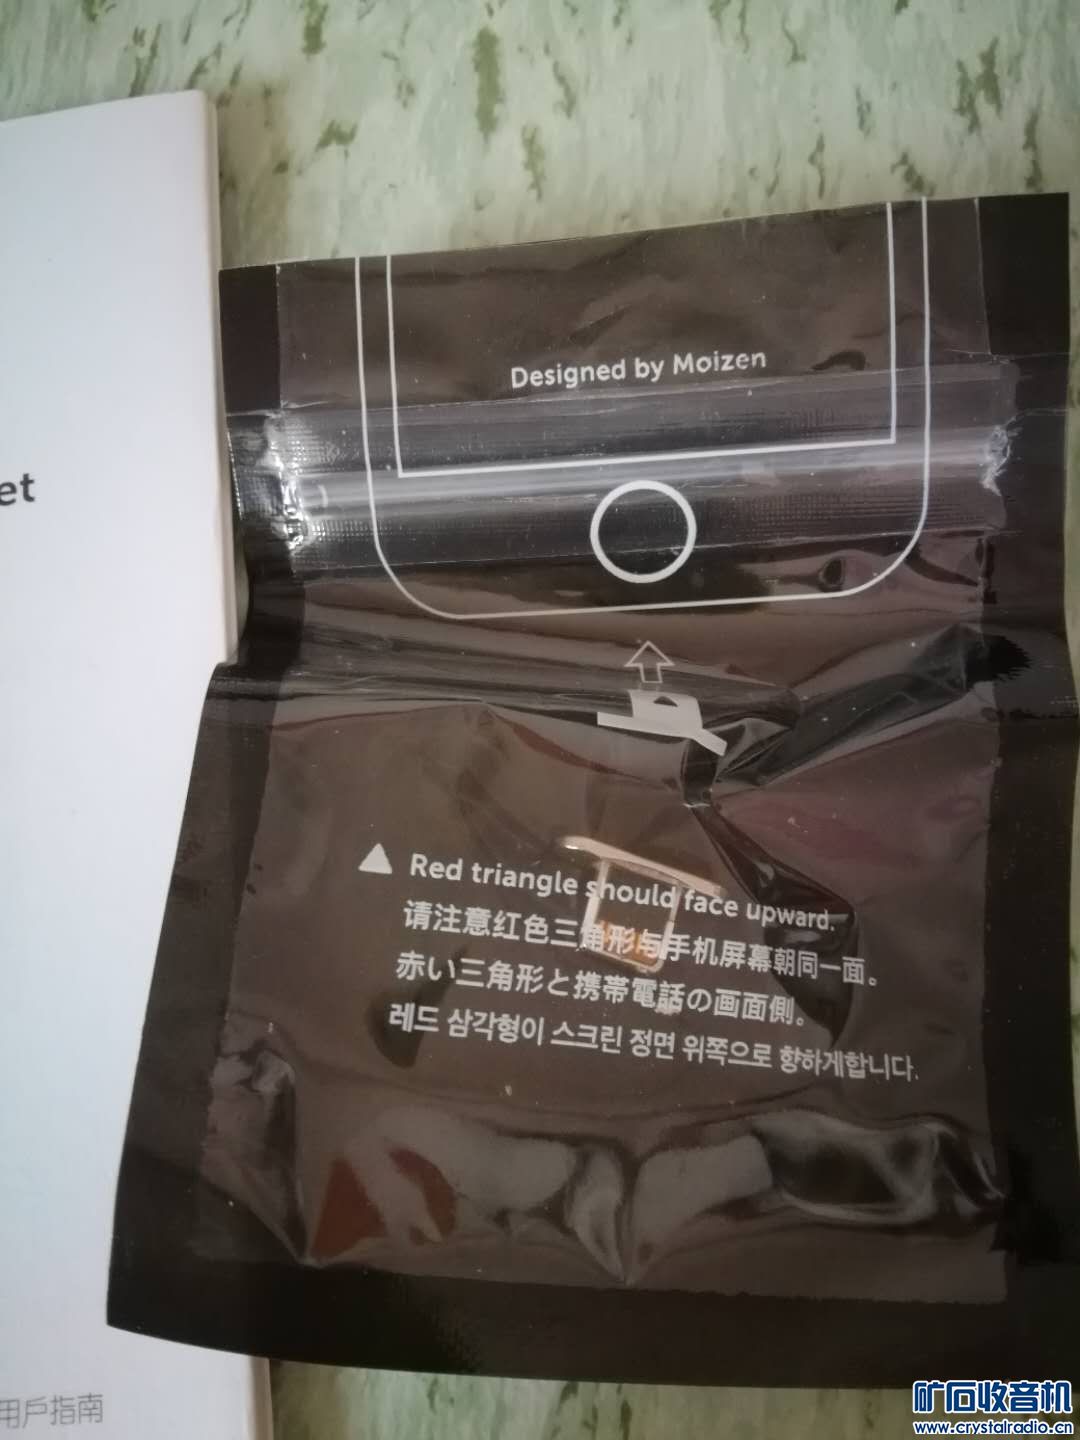 Designed by Moizen
et
Red triangle should face upward.
请注意红色三角形与手机屏幕朝同一面。
赤い三角形と携帯電話の画面側。
레드 삼각형이 스크린 정면 위쪽으로 향하게합니다.
用戶指南
矿石收音机
www.crystalradio.cn